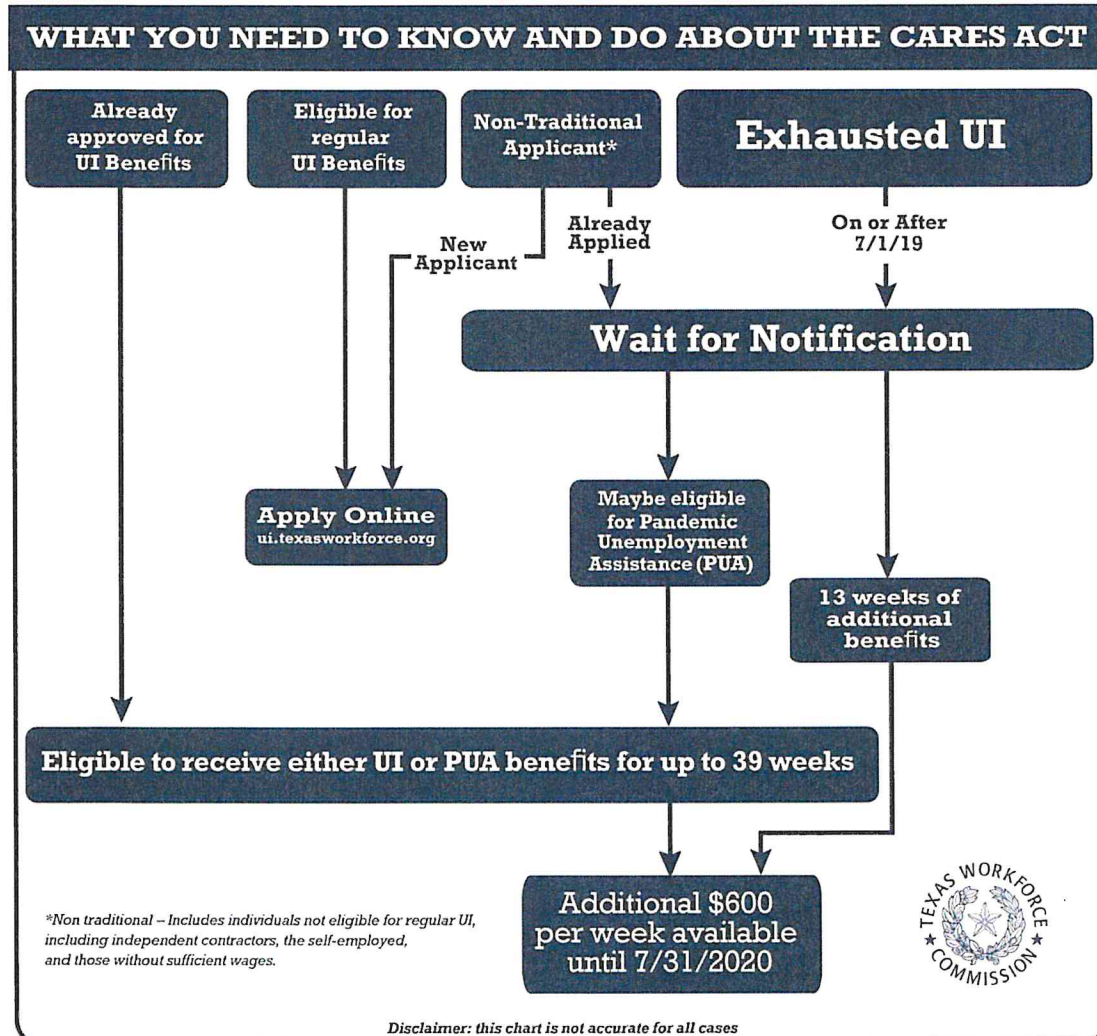 WHAT YOU NEED TO KNOW AND DO ABOUT THE CARES ACT
Already
approved for
UI Benefits
Eligible for
regular
UI Benefits
Non-Traditional
Applicant*
Exhausted UI
New
Applicant
Already
Applied
On or After
7/1/19
Wait for Notification
Apply Online
ui.texasworkforce.org
Maybe eligible
for Pandemic
Unemployment
Assistance (PUA)
13 weeks of
additional
benefits
Eligible to receive either UI or PUA benefits for up to 39 weeks
Additional $600
per week available
until 7/31/2020
*Non traditional – Includes individuals not eligible for regular UI,
including independent contractors, the self-employed,
and those without sufficient wages.
TEXAS WORKFORCE
COMMISSION
Disclaimer: this chart is not accurate for all cases